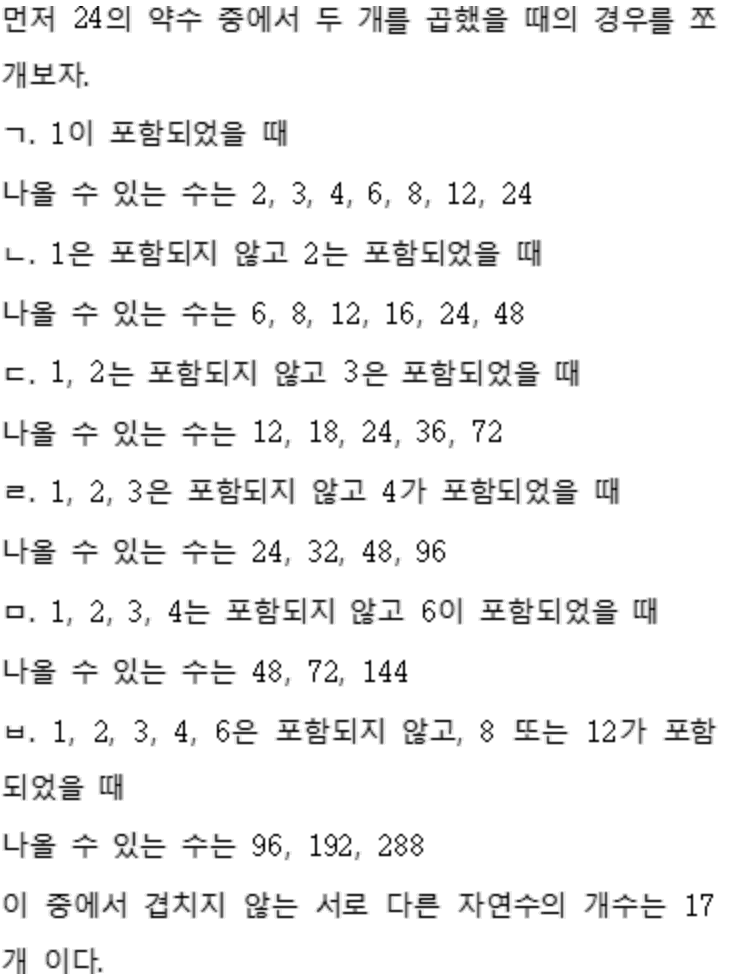 먼저 24의 약수 중에서 두 개를 곱했을 때의 경우를 쪼
개보자.
ㄱ. 1이 포함되었을 때
나올 수 있는 수는 2, 3, 4, 6, 8, 12, 24
ㄴ. 1은 포함되지 않고 2는 포함되었을 때
나올 수 있는 수는 6, 8, 12, 16, 24, 48
ㄷ. 1, 2는 포함되지 않고 3은 포함되었을 때
나올 수 있는 수는 12, 18, 24, 36, 72
ㄹ. 1, 2, 3은 포함되지 않고 4가 포함되었을 때
나올 수 있는 수는 24, 32, 48, 96
ㅁ. 1, 2, 3, 4는 포함되지 않고 6이 포함되었을 때
나올 수 있는 수는 48, 72, 144
ㅂ. 1, 2, 3, 4, 6은 포함되지 않고, 8 또는 12가 포함
되었을 때
나올 수 있는 수는 96, 192, 288
이 중에서 겹치지 않는 서로 다른 자연수의 개수는 17
개 이다.